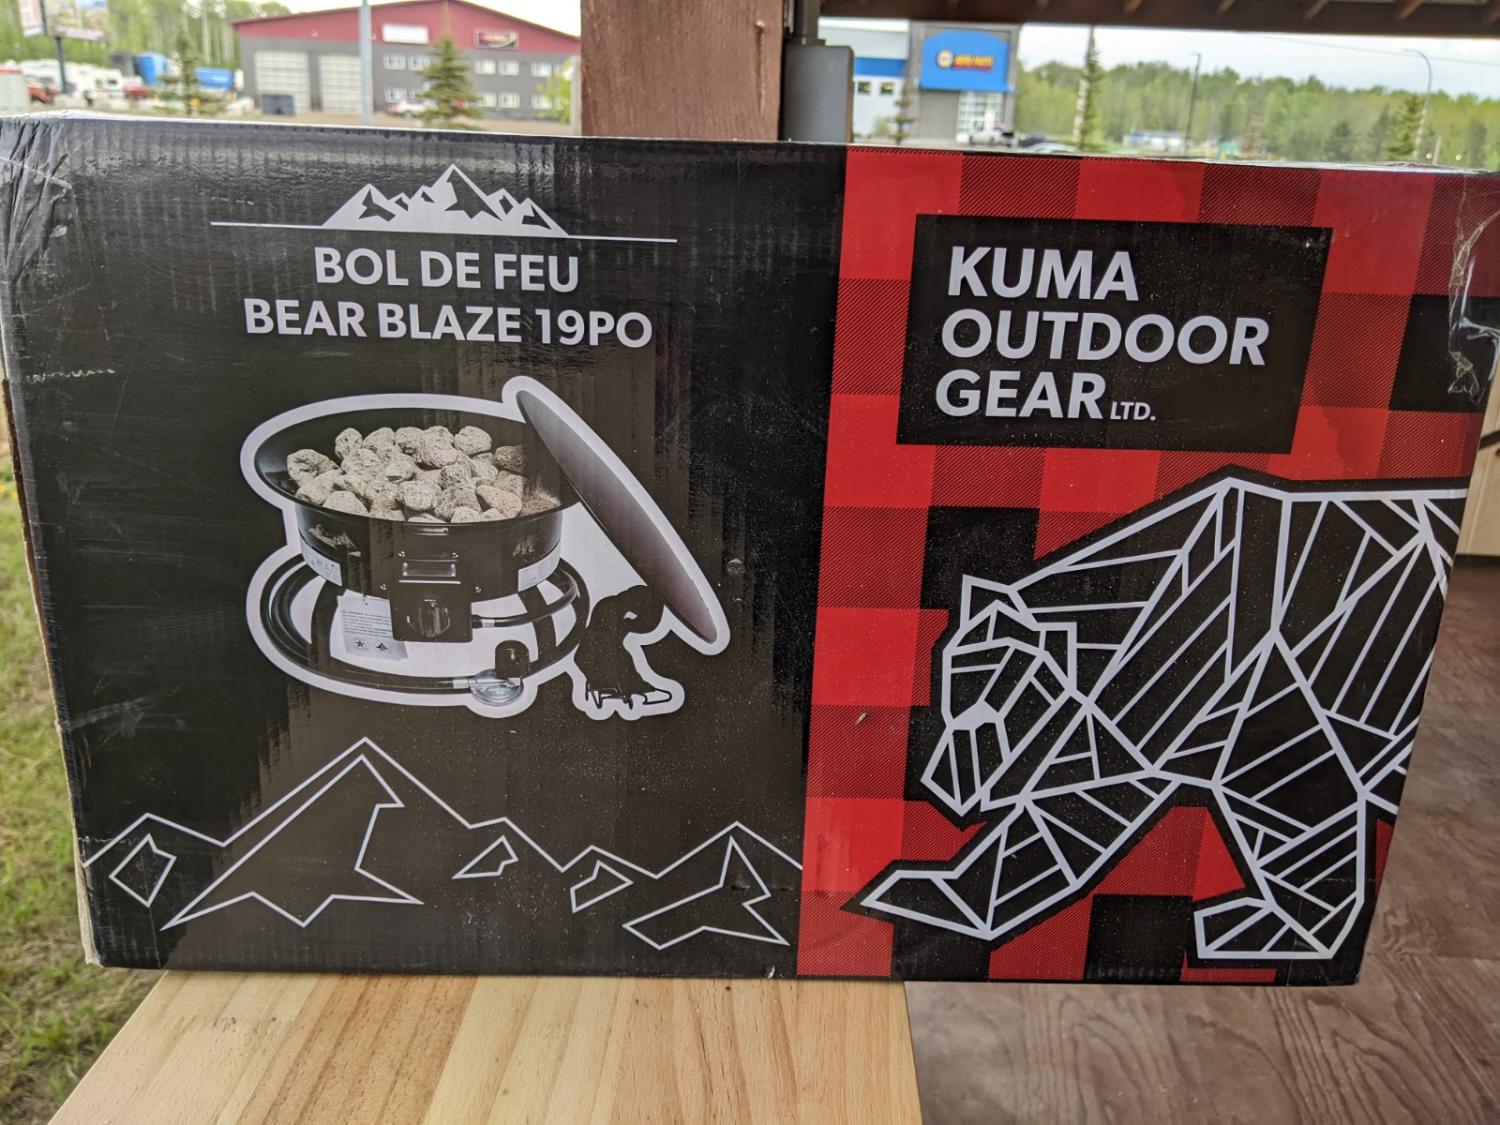 BOL DE FEU
BEAR BLAZE 19PO
KUMA
OUTDOOR
GEAR LTD.